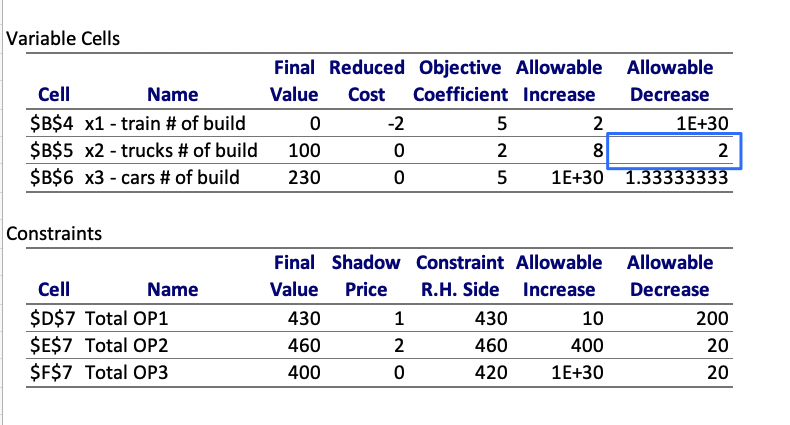 Variable Cells
Final Reduced Objective Allowable Allowable
Cell Name Value Cost Coefficient Increase Decrease
$B$4 x1 - train # of build 0 -2 5 2 1E+30
$B$5 x2 - trucks # of build 100 0 2 8 2
$B$6 x3 - cars # of build 230 0 5 1E+30 1.33333333
Constraints
Final Shadow Constraint Allowable Allowable
Cell Name Value Price R.H. Side Increase Decrease
$D$7 Total OP1 430 1 430 10 200
$E$7 Total OP2 460 2 460 400 20
$F$7 Total OP3 400 0 420 1E+30 20